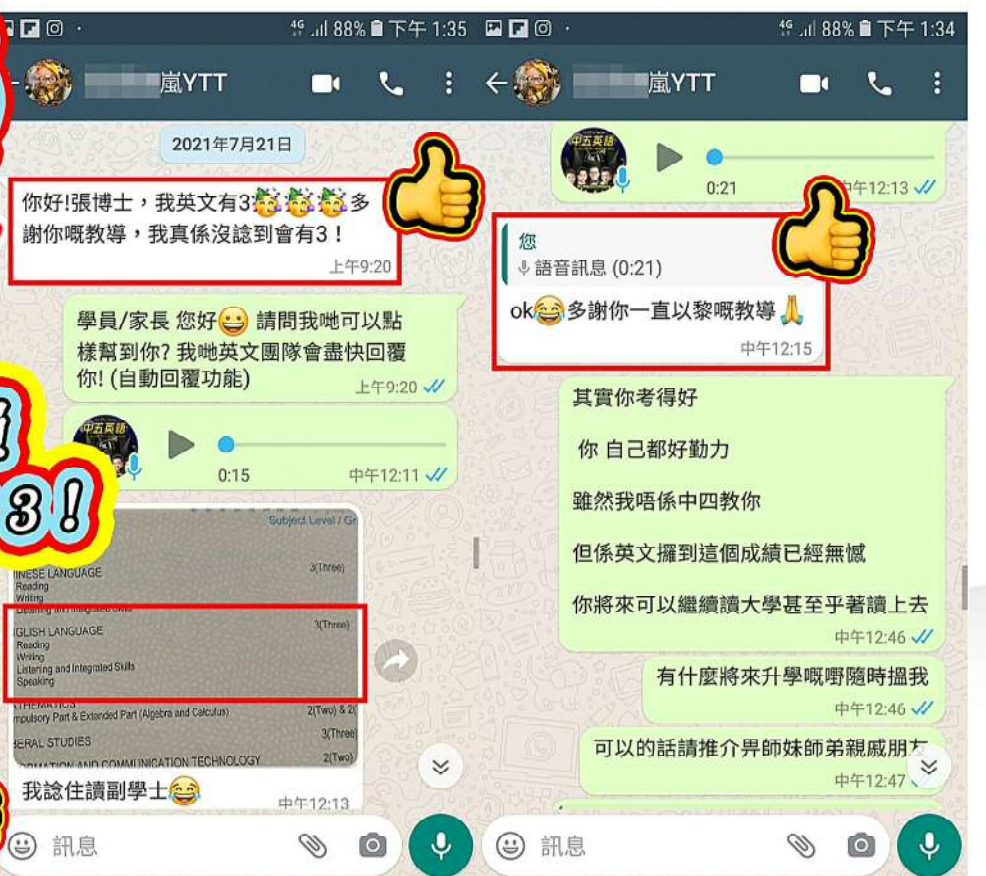 4G 88% 下午 1:35
嵐YTT
2021年7月21日
你好!張博士，我英文有3🥳🥳🥳多
謝你嘅教導，我真係沒諗到會有3！
上午9:20
學員/家長 您好😀 請問我哋可以點
樣幫到你? 我哋英文團隊會盡快回覆
你! (自動回覆功能)
上午9:20
中五英語
0:15
中午12:11
3！
Subject Level / Gr
INESE LANGUAGE
3(Three)
Reading
Writing
Listening and Integrated Skills
GLISH LANGUAGE
3(Three)
Reading
Writing
Listening and Integrated Skills
Speaking
THEMATICS
mpulsory Part & Extended Part (Algebra and Calculus)
2(Two) & 2(
ERAL STUDIES
3(Three)
ORMATION AND COMMUNICATION TECHNOLOGY
2(Two)
我諗住讀副學士😂
中午12:13
訊息
4G 88% 下午 1:34
嵐YTT
中五英語
0:21
中午12:13
您
語音訊息 (0:21)
ok😂多謝你一直以黎嘅教導🙏
中午12:15
其實你考得好
你 自己都好勤力
雖然我唔係中四教你
但係英文攞到這個成績已經無憾
你將來可以繼續讀大學甚至乎著讀上去
中午12:46
有什麼將來升學嘅嘢隨時搵我
中午12:46
可以的話請推介畀師妹師弟親戚朋友
中午12:47
訊息